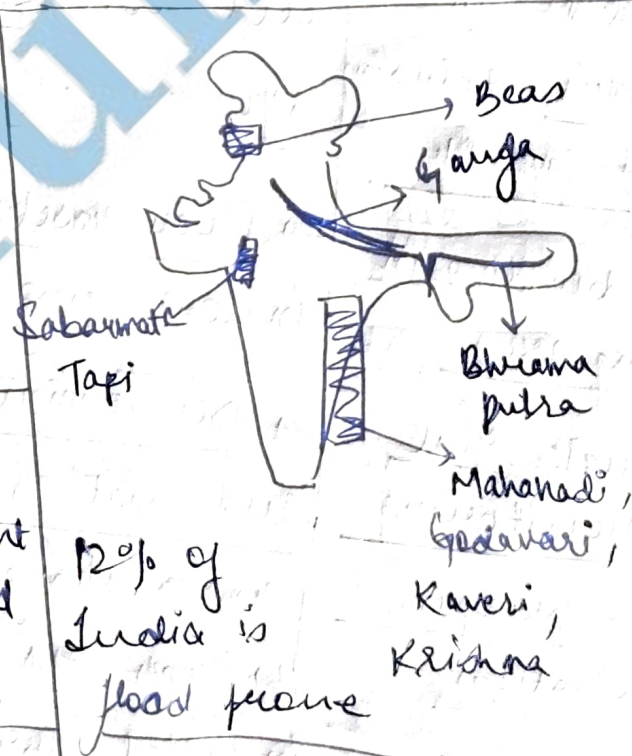 Beas
Ganga
Sabarmati
Tapi
Bhrama
putra
Mahanadi,
Godavari,
Kaveri,
Krishna
12% of
India is
flood prone